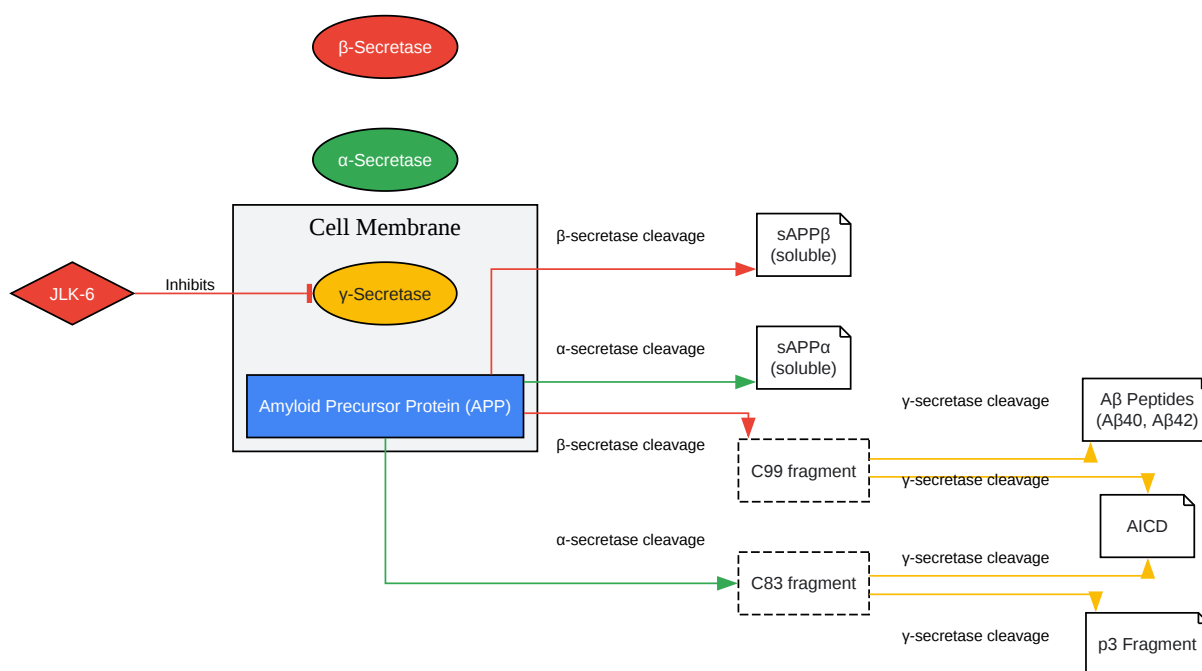 β-Secretase
α-Secretase
Cell Membrane
γ-Secretase
JLK-6
Inhibits
Amyloid Precursor Protein (APP)
β-secretase cleavage
sAPPβ
(soluble)
α-secretase cleavage
sAPPα
(soluble)
β-secretase cleavage
C99 fragment
γ-secretase cleavage
Aβ Peptides
(Aβ40, Aβ42)
γ-secretase cleavage
AICD
α-secretase cleavage
C83 fragment
γ-secretase cleavage
γ-secretase cleavage
p3 Fragment